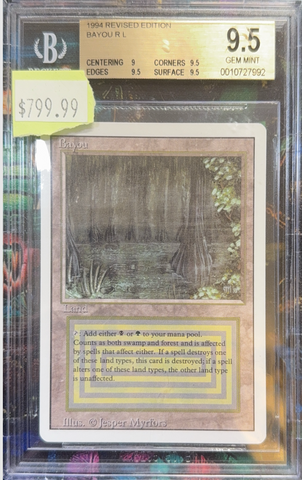 1994 REVISED EDITION
BAYOU R L
CENTERING 9 CORNERS 9.5
EDGES 9.5 SURFACE 9.5
9.5
GEM MINT
0010727992
B
$799.99
Bayou
Land
: Add either or to your mana pool.
Counts as both swamp and forest and is affected
by spells that affect either. If a spell destroys one
of these land types, this card is destroyed; if a spell
alters one of these land types, the other land type
is unaffected.
Illus. © Jesper Myrfors